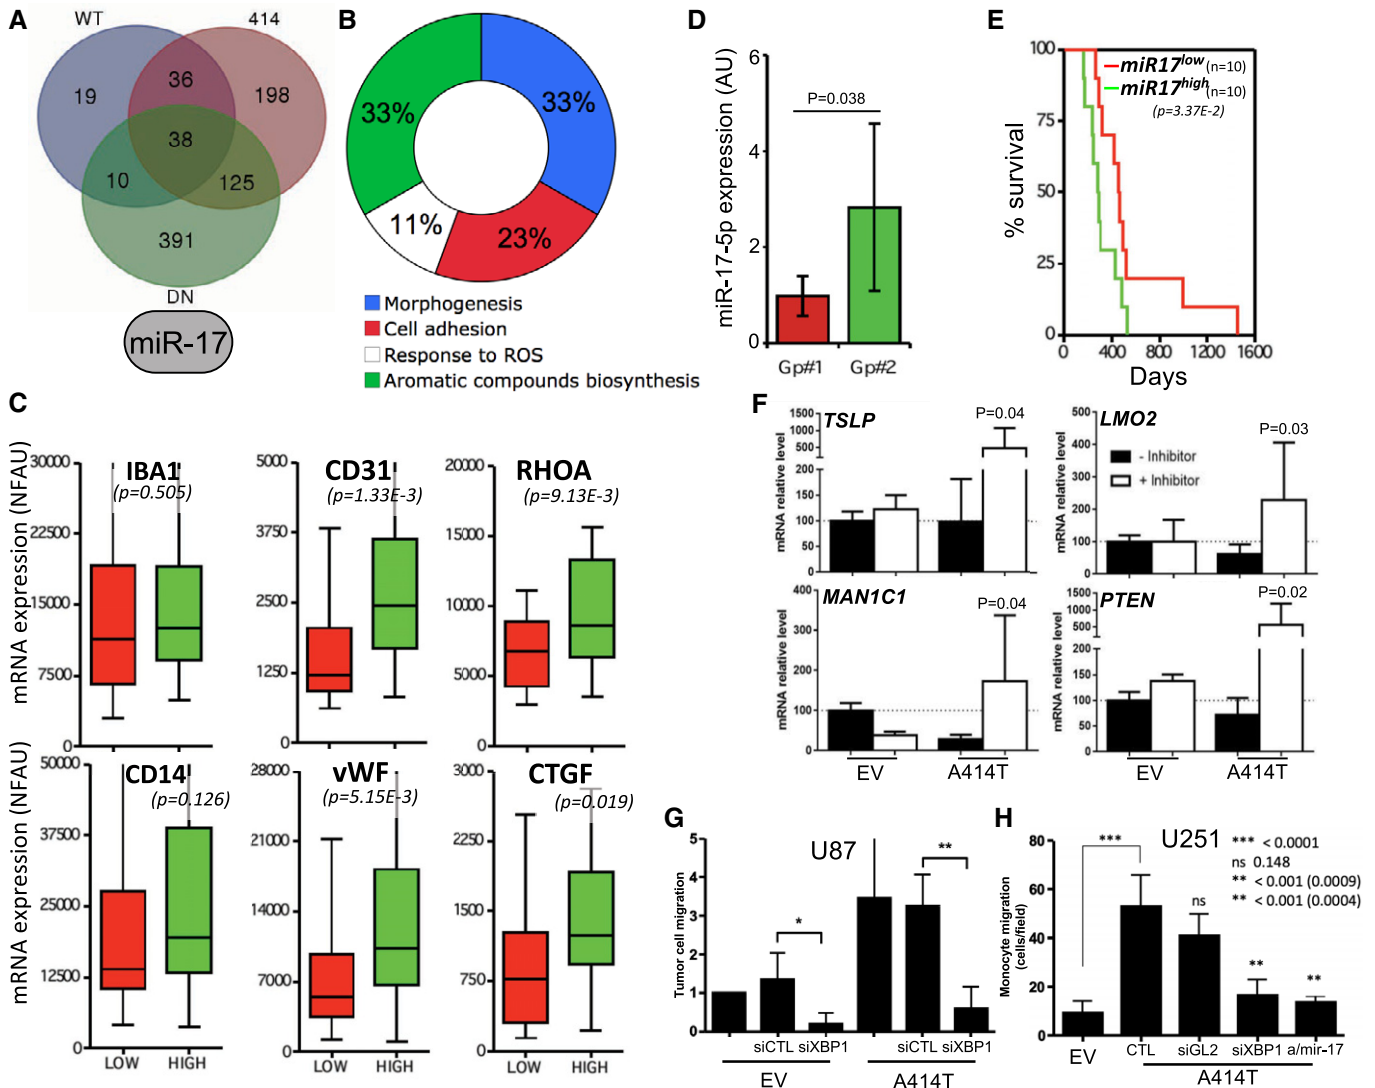 A
WT
414
19
36
198
38
10
125
391
DN
miR-17
B
33%
33%
11%
23%
Morphogenesis
Cell adhesion
Response to ROS
Aromatic compounds biosynthesis
C
mRNA expression (NFAU)
30000
22500
15000
7500
0
IBA1
(p=0.505)
5000
3750
2500
1250
0
CD31
(p=1.33E-3)
20000
15000
10000
5000
0
RHOA
(p=9.13E-3)
mRNA expression (NFAU)
50000
37500
25000
12500
0
CD14
(p=0.126)
LOW HIGH
28000
21000
14000
7000
0
vWF
(p=5.15E-3)
LOW HIGH
3000
2250
1500
750
0
CTGF
(p=0.019)
LOW HIGH
D
miR-17-5p expression (AU)
6
4
2
0
P=0.038
Gp#1 Gp#2
E
% survival
100
75
50
25
0
miR17low (n=10)
miR17high (n=10)
(p=3.37E-2)
0 400 800 1200 1600
Days
F
mRNA relative level
1500
1000
500
200
150
100
50
0
TSLP
P=0.04
mRNA relative level
500
400
300
200
100
0
LMO2
P=0.03
- Inhibitor
+ Inhibitor
mRNA relative level
400
300
200
100
0
MAN1C1
P=0.04
EV A414T
mRNA relative level
1500
1000
500
200
150
100
50
0
PTEN
P=0.02
EV A414T
G
U87
Tumor cell migration
5
4
3
2
1
0
*
**
siCTL siXBP1 siCTL siXBP1
EV A414T
H
U251
Monocyte migration
(cells/field)
80
60
40
20
0
***
ns
**
**
*** < 0.0001
ns 0.148
** < 0.001 (0.0009)
** < 0.001 (0.0004)
EV CTL siGL2 siXBP1 a/mir-17
A414T